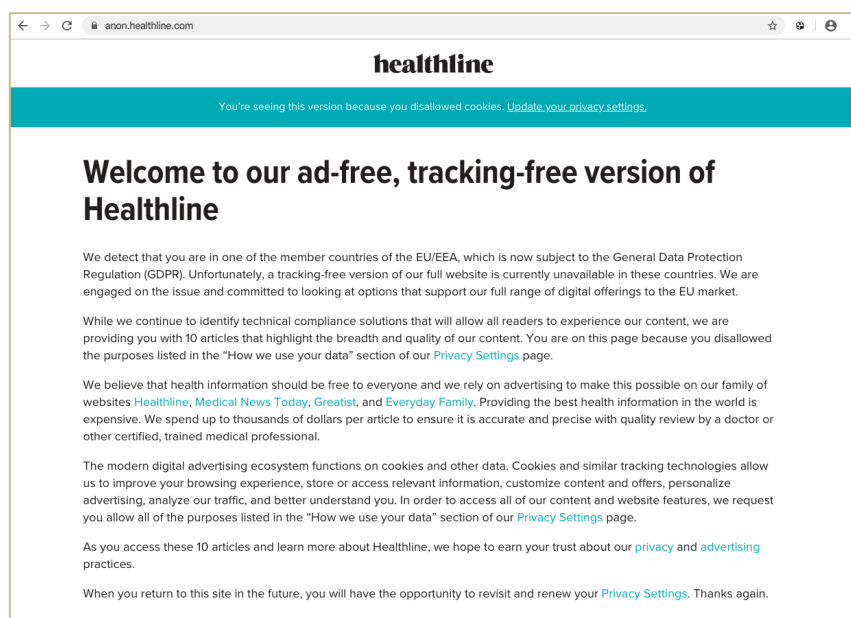 anon.healthline.com
healthline
You're seeing this version because you disallowed cookies. Update your privacy settings.
Welcome to our ad-free, tracking-free version of
Healthline
We detect that you are in one of the member countries of the EU/EEA, which is now subject to the General Data Protection
Regulation (GDPR). Unfortunately, a tracking-free version of our full website is currently unavailable in these countries. We are
engaged on the issue and committed to looking at options that support our full range of digital offerings to the EU market.
While we continue to identify technical compliance solutions that will allow all readers to experience our content, we are
providing you with 10 articles that highlight the breadth and quality of our content. You are on this page because you disallowed
the purposes listed in the “How we use your data” section of our Privacy Settings page.
We believe that health information should be free to everyone and we rely on advertising to make this possible on our family of
websites Healthline, Medical News Today, Greatist, and Everyday Family. Providing the best health information in the world is
expensive. We spend up to thousands of dollars per article to ensure it is accurate and precise with quality review by a doctor or
other certified, trained medical professional.
The modern digital advertising ecosystem functions on cookies and other data. Cookies and similar tracking technologies allow
us to improve your browsing experience, store or access relevant information, customize content and offers, personalize
advertising, analyze our traffic, and better understand you. In order to access all of our content and website features, we request
you allow all of the purposes listed in the “How we use your data” section of our Privacy Settings page.
As you access these 10 articles and learn more about Healthline, we hope to earn your trust about our privacy and advertising
practices.
When you return to this site in the future, you will have the opportunity to revisit and renew your Privacy Settings. Thanks again.